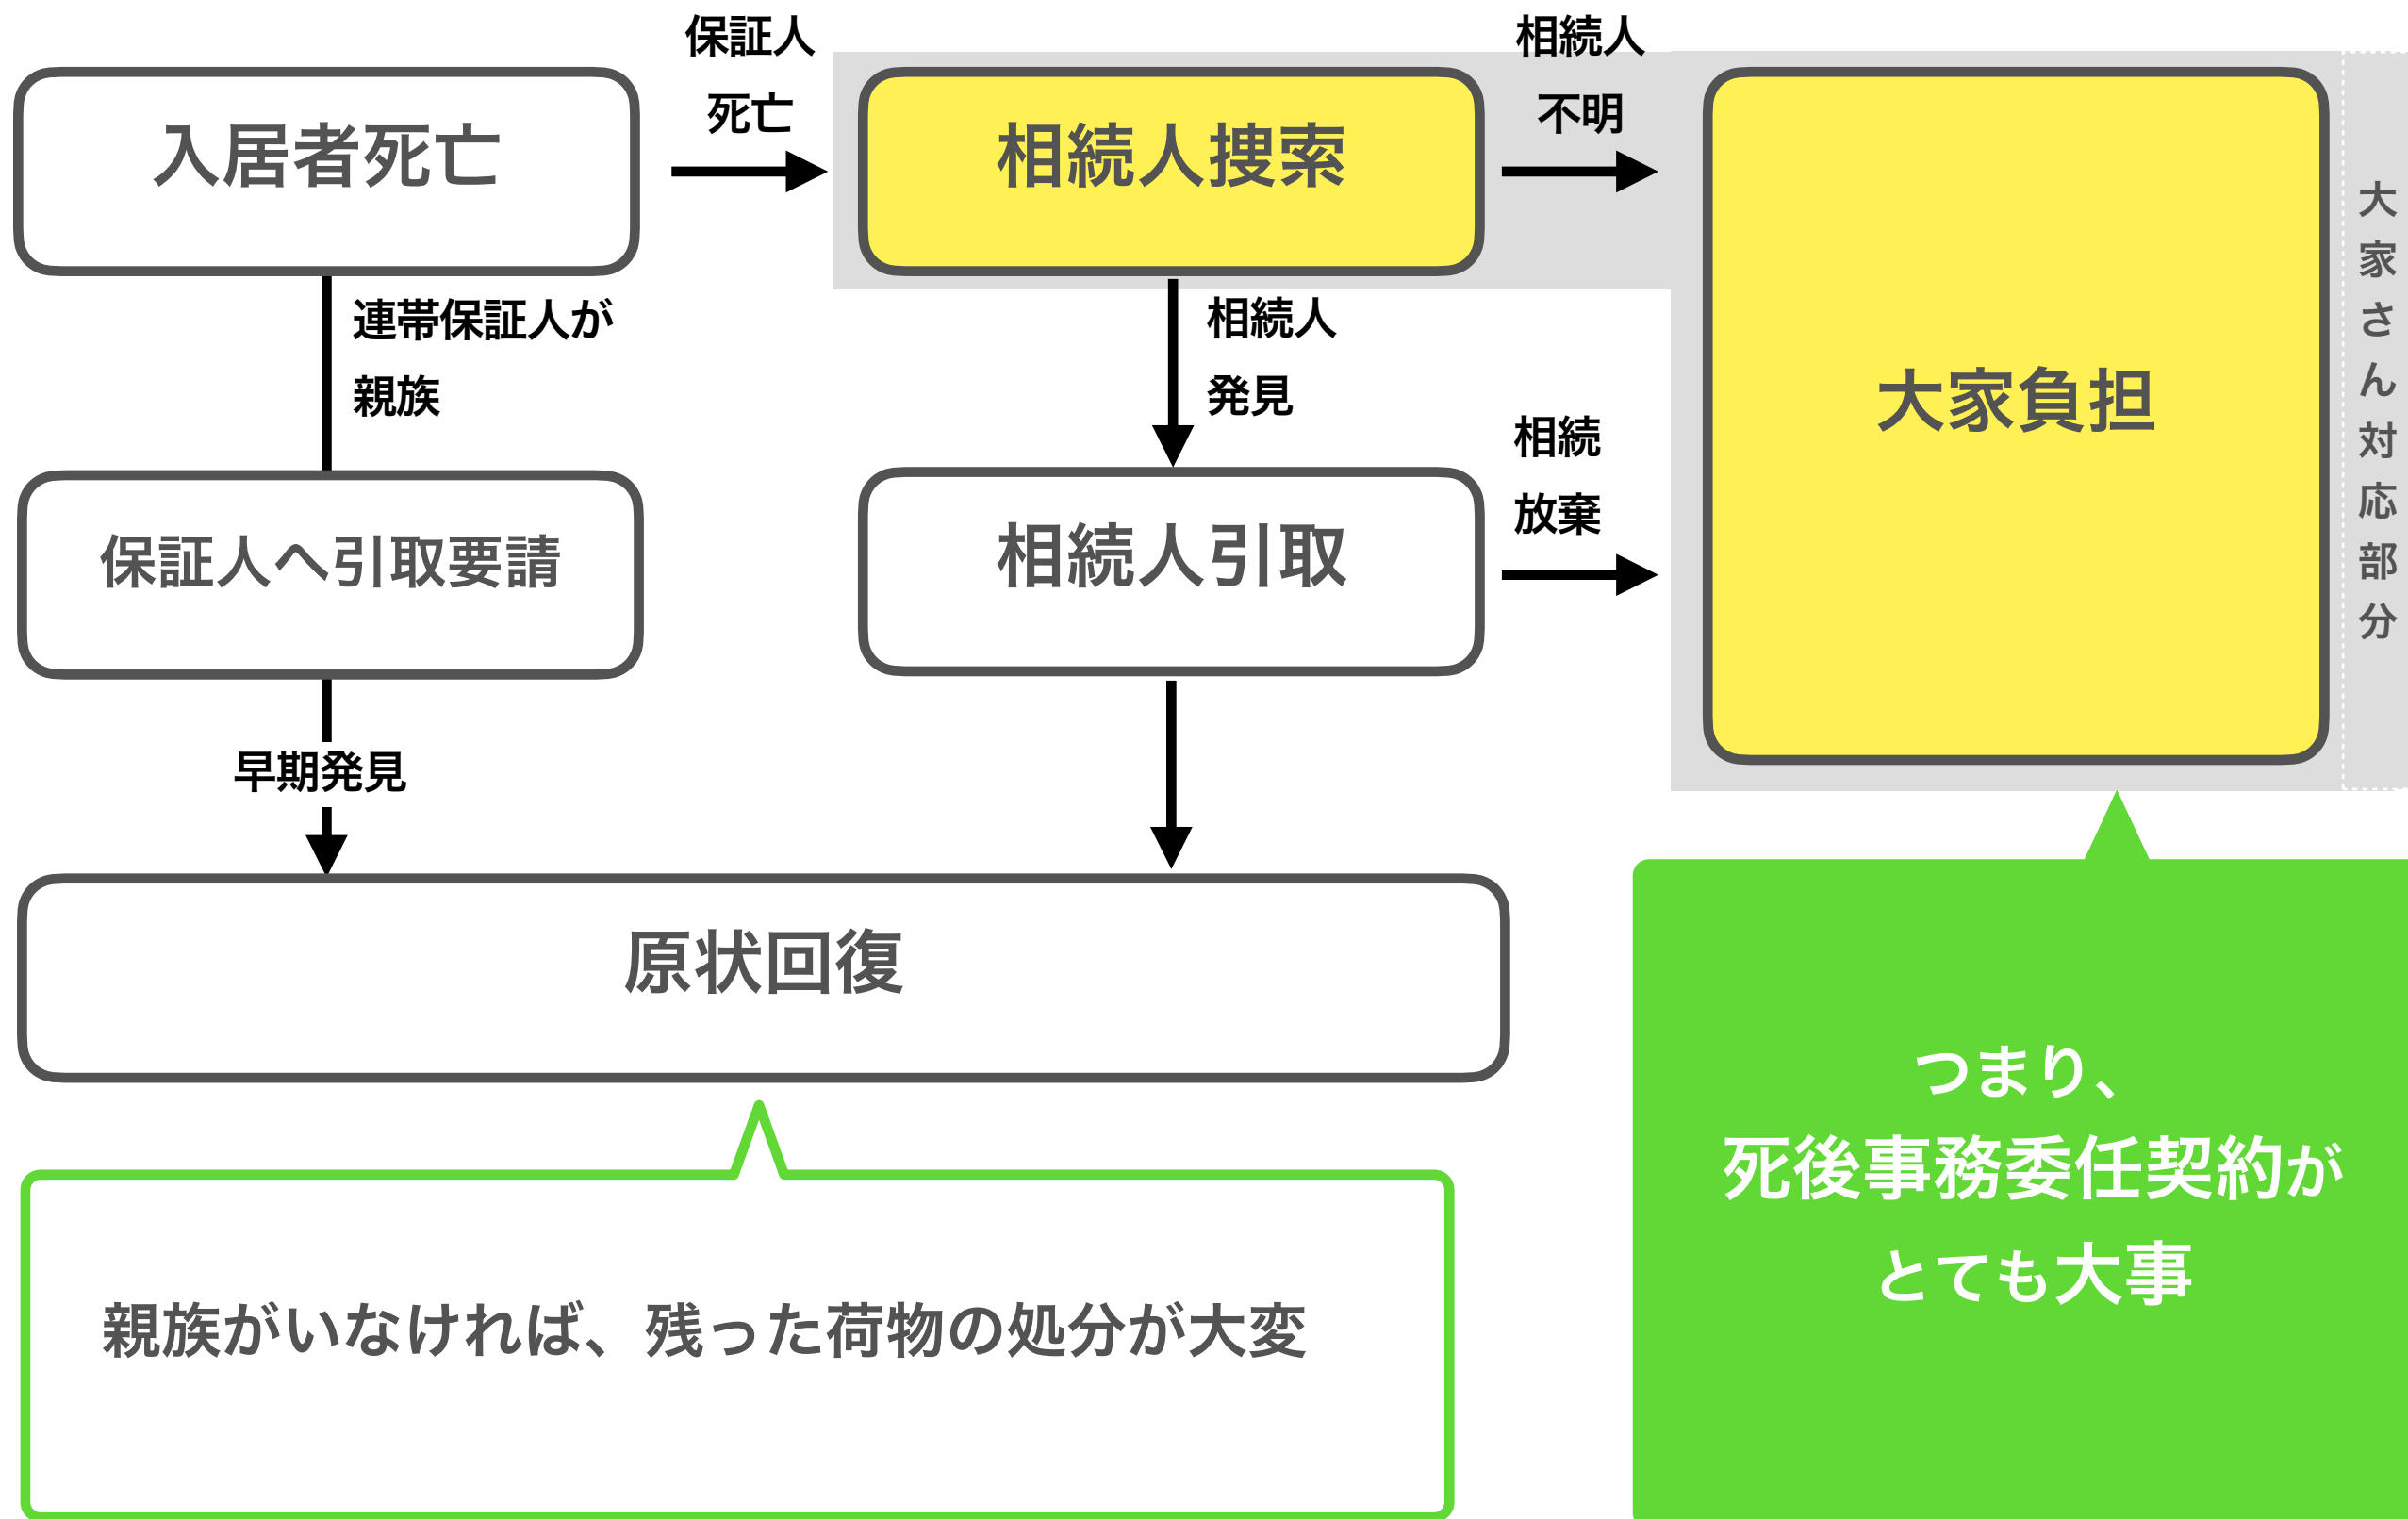 入居者死亡
保証人
死亡
相続人捜索
相続人
不明
大家負担
大家さん対応部分
連帯保証人が
親族
相続人
発見
保証人へ引取要請
相続人引取
相続
放棄
早期発見
原状回復
親族がいなければ、残った荷物の処分が大変
つまり、
死後事務委任契約が
とても大事